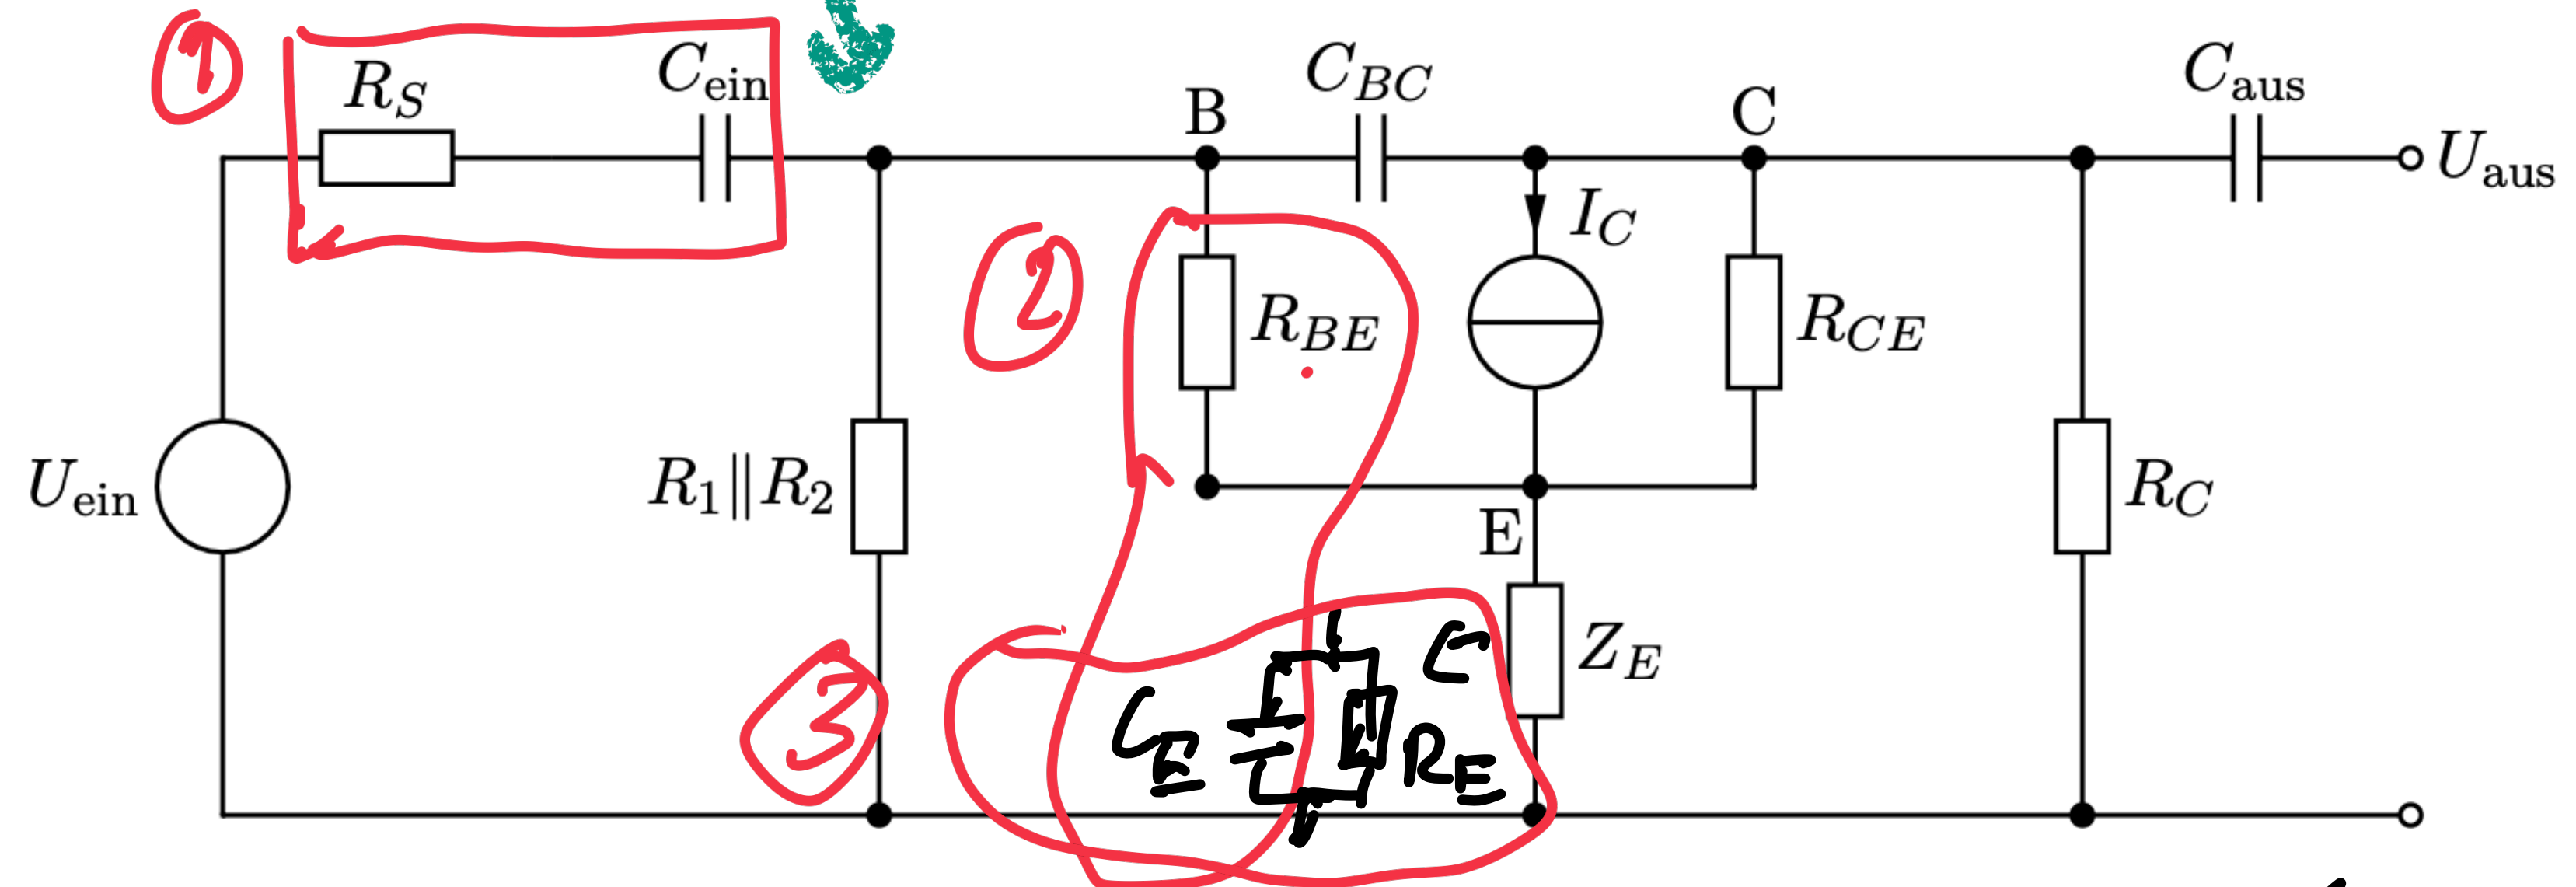 1
R_S
C_ein
B
C_BC
C
C_aus
U_aus
2
I_C
R_BE
R_CE
U_ein
R_1||R_2
R_C
E
3
Z_E
C_E
R_E